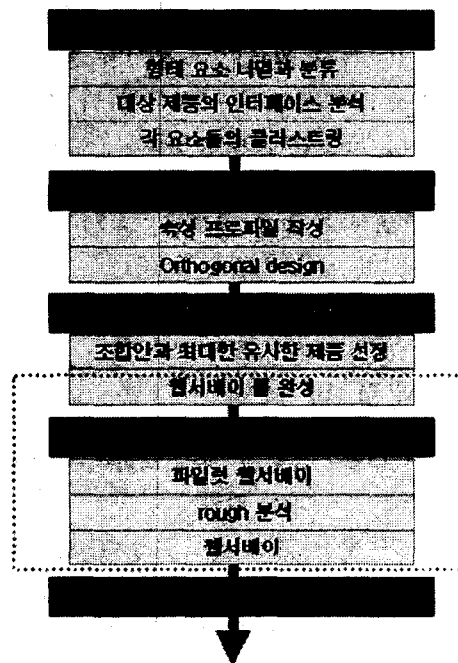 형태 요소 나열과 분류
대상 제품의 인터페이스 분석
각 요소들의 클러스트링
속성 프로파일 작성
Orthogonal design
조합안과 최대한 유사한 제품 선정
웹서베이 툴 완성
파일럿 웹서베이
rough 분석
웹서베이